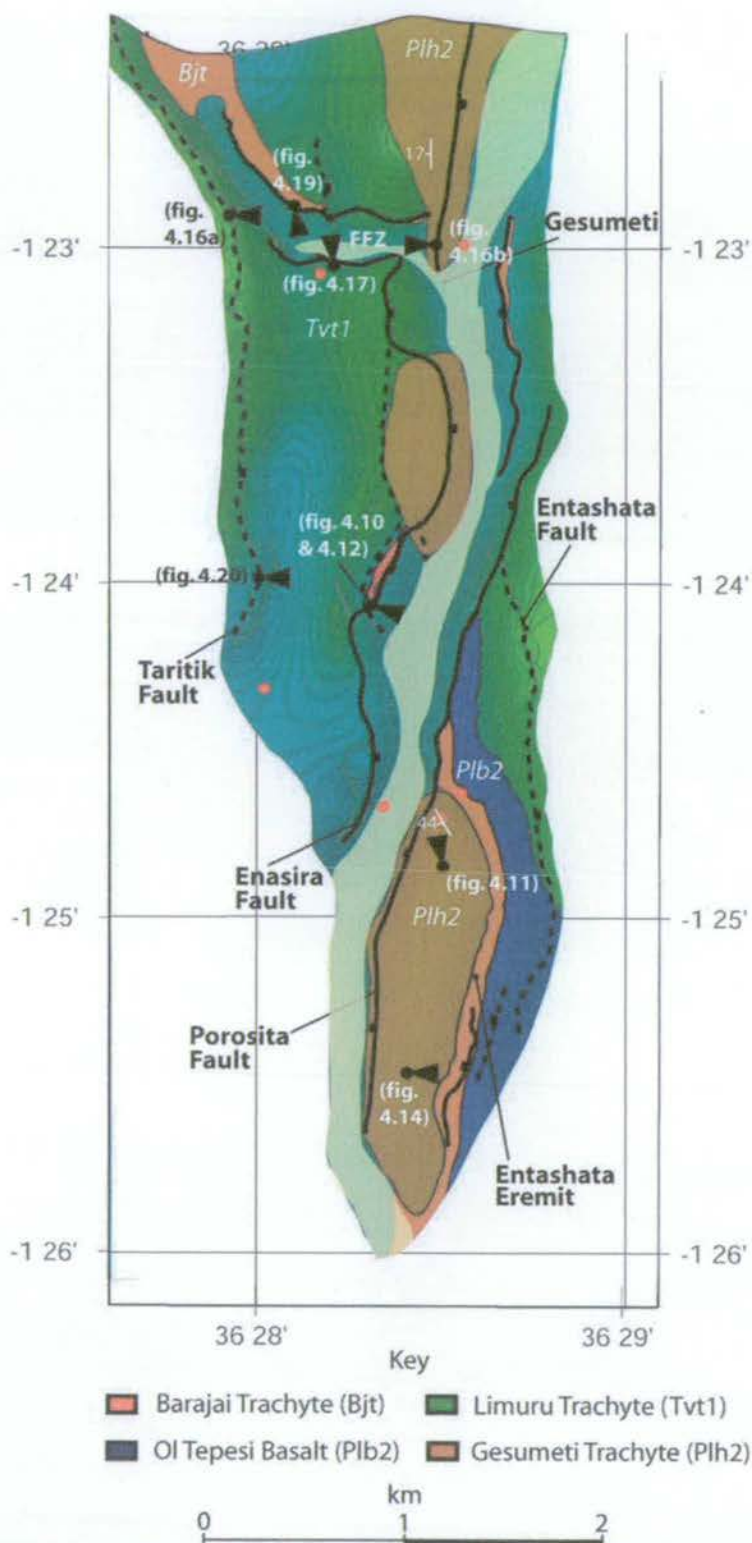 36 28'
Plh2
Bjt
17
(fig.
4.19)
(fig.
4.16a)
EFZ
(fig.
4.16b)
Gesumeti
-1 23'
-1 23'
(fig. 4.17)
Tvt1
(fig. 4.10
& 4.12)
Entashata
Fault
-1 24'
(fig. 4.20)
-1 24'
Taritik
Fault
Plb2
44
Enasira
Fault
(fig. 4.11)
Plh2
-1 25'
-1 25'
Porosita
Fault
(fig.
4.14)
Entashata
Eremit
-1 26'
-1 26'
36 28'
36 29'
Key
Barajai Trachyte (Bjt)
Limuru Trachyte (Tvt1)
Ol Tepesi Basalt (Plb2)
Gesumeti Trachyte (Plh2)
km
0
1
2